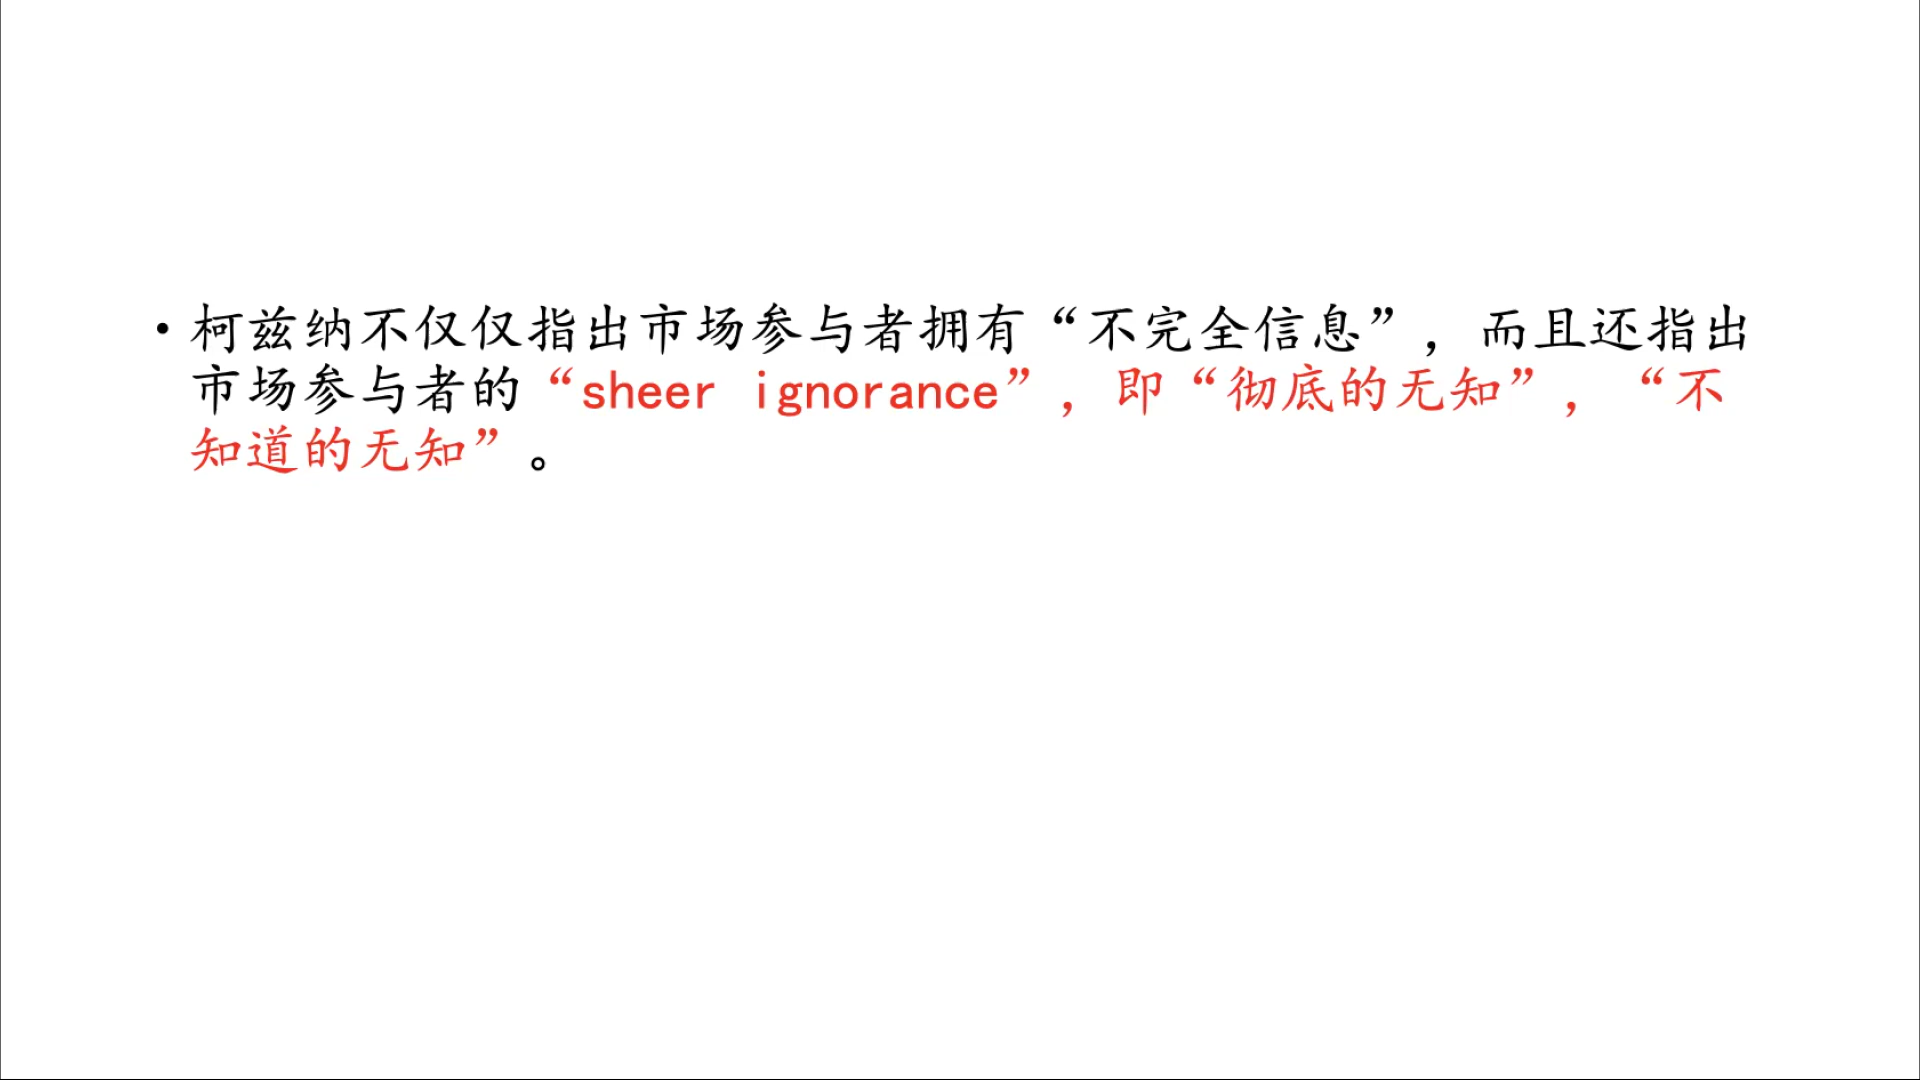 • 柯兹纳不仅仅指出市场参与者拥有“不完全信息”，而且还指出
市场参与者的“sheer ignorance”，即“彻底的无知”，“不
知道的无知”。